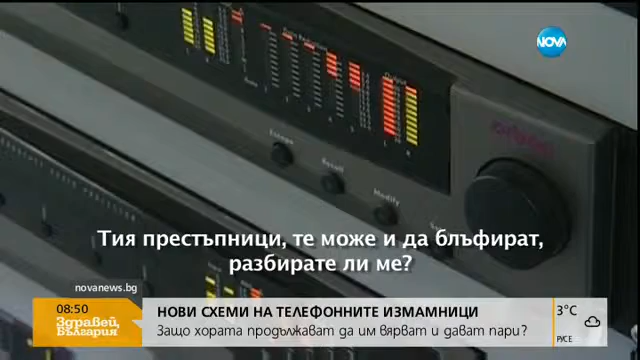 NOVA
Escape
Recall
Modify
Тия престъпници, те може и да блъфират,
разбирате ли ме?
novanews.bg
08:50
Здравей,
България
НОВИ СХЕМИ НА ТЕЛЕФОННИТЕ ИЗМАМНИЦИ
Защо хората продължават да им вярват и дават пари?
3°C
РУСЕ